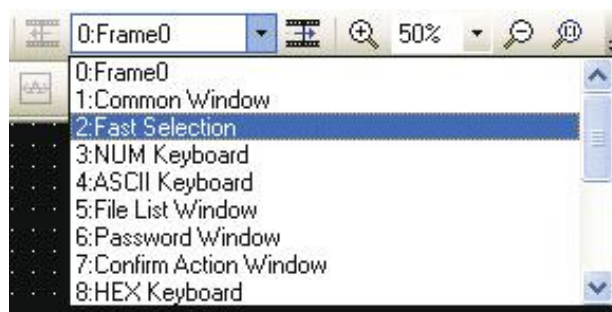 0:Frame0 50%
0:Frame0
1:Common Window
2:Fast Selection
3:NUM Keyboard
4:ASCII Keyboard
5:File List Window
6:Password Window
7:Confirm Action Window
8:HEX Keyboard